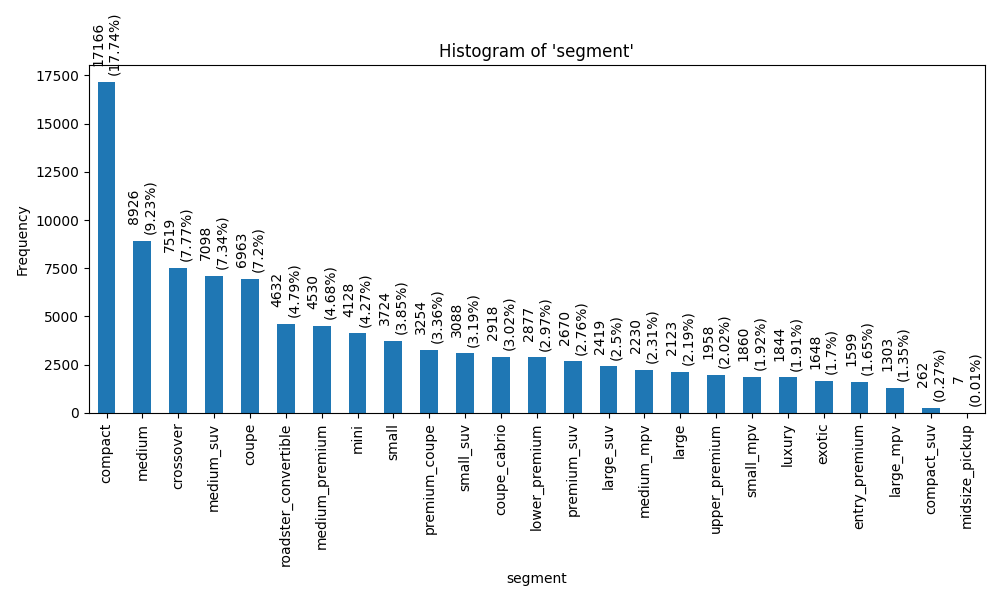 Histogram of 'segment'
Frequency
17500
15000
12500
10000
7500
5000
2500
0
17166
(17.74%)
8926
(9.23%)
7519
(7.77%)
7098
(7.34%)
6963
(7.2%)
4632
(4.79%)
4530
(4.68%)
4128
(4.27%)
3724
(3.85%)
3254
(3.36%)
3088
(3.19%)
2918
(3.02%)
2877
(2.97%)
2670
(2.76%)
2419
(2.5%)
2230
(2.31%)
2123
(2.19%)
1958
(2.02%)
1860
(1.92%)
1844
(1.91%)
1648
(1.7%)
1599
(1.65%)
1303
(1.35%)
262
(0.27%)
7
(0.01%)
compact
medium
crossover
medium_suv
coupe
roadster_convertible
medium_premium
mini
small
premium_coupe
small_suv
coupe_cabrio
lower_premium
premium_suv
large_suv
medium_mpv
large
upper_premium
small_mpv
luxury
exotic
entry_premium
large_mpv
compact_suv
midsize_pickup
segment